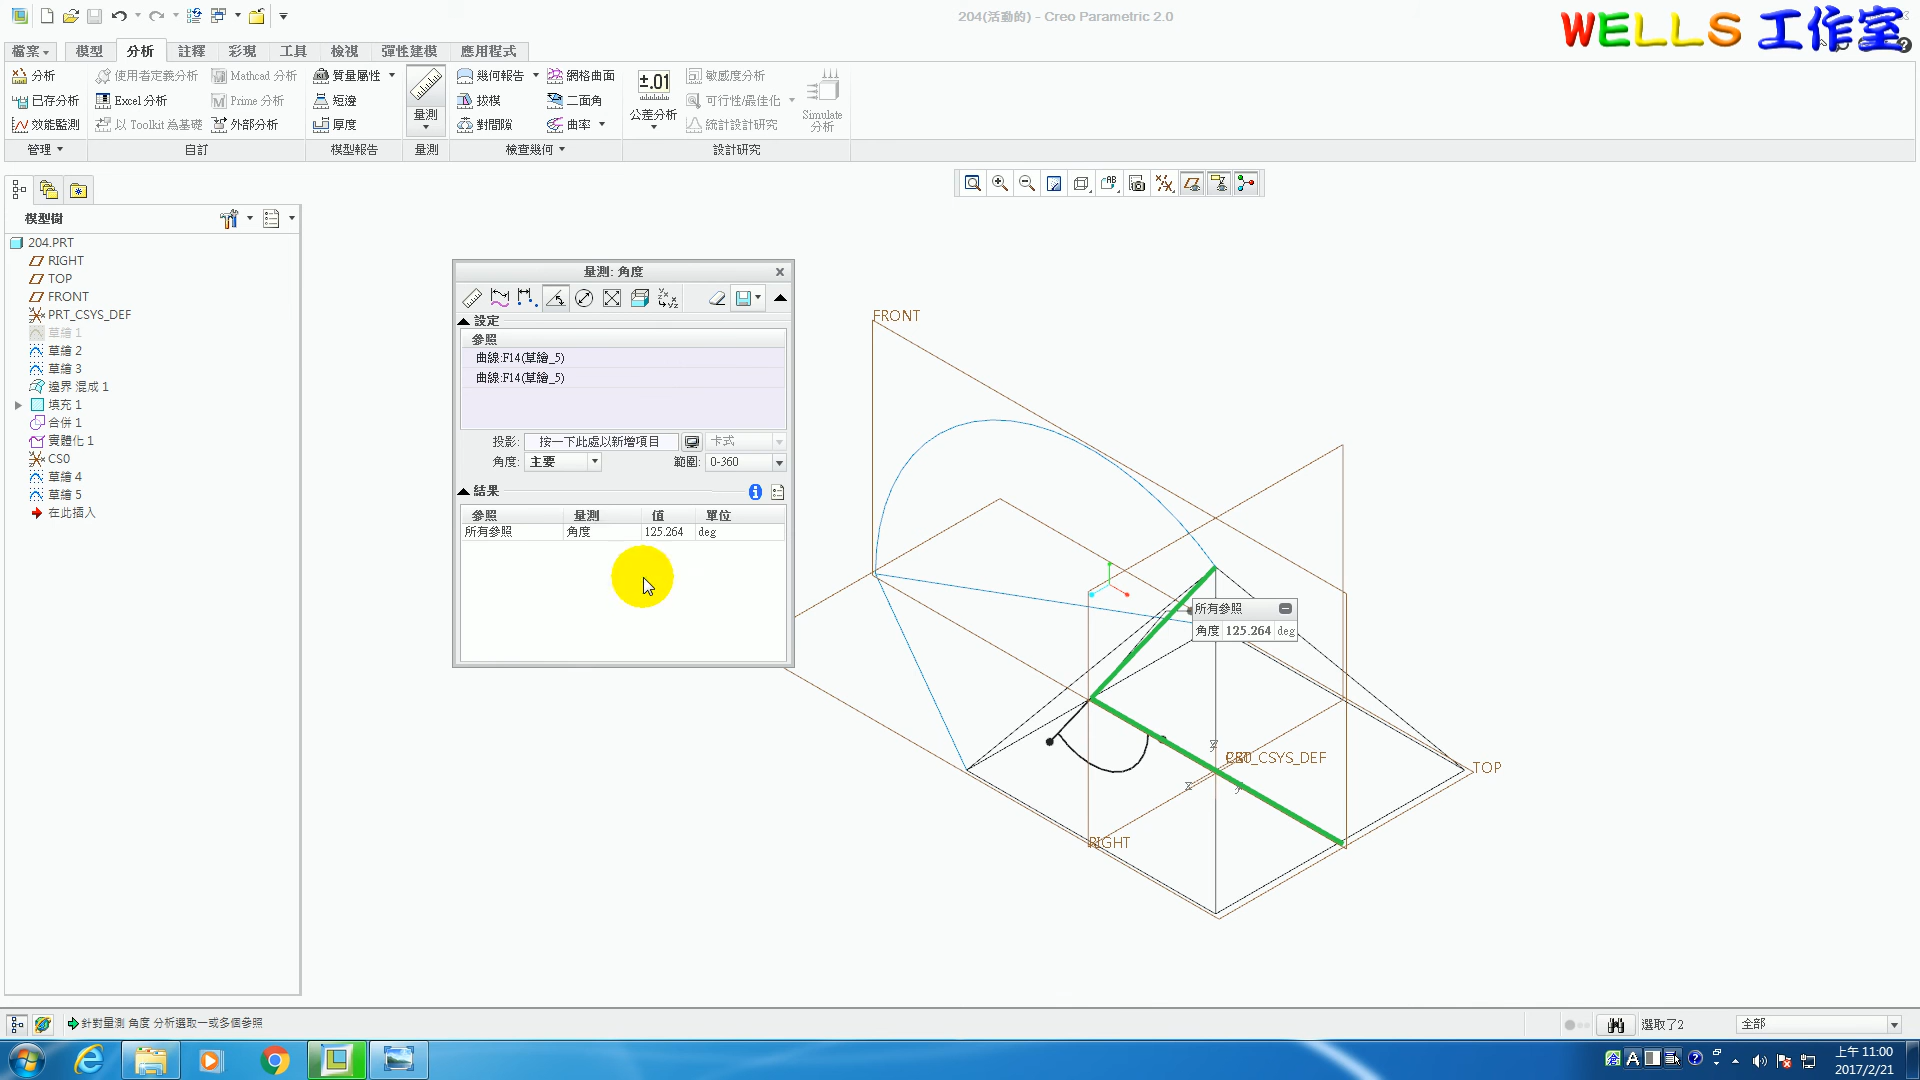 204(活動的) - Creo Parametric 2.0
WELLS 工作室
檔案 模型 分析 註釋 彩現 工具 檢視 彈性建模 應用程式
分析 使用者定義分析 Mathcad 分析 質量屬性 幾何報告 網格曲面 敏感度分析
已存分析 Excel 分析 Prime 分析 短邊 拔模 二面角 可行性/最佳化
效能監測 以 Toolkit 為基礎 外部分析 厚度 對間隙 曲率 統計設計研究
量測 ±.01 公差分析 Simulate 分析
管理 自訂 模型報告 量測 檢查幾何 設計研究
模型樹
204.PRT
RIGHT
TOP
FRONT
PRT_CSYS_DEF
草繪 1
草繪 2
草繪 3
邊界 混成 1
填充 1
合併 1
實體化 1
CS0
草繪 4
草繪 5
在此插入
量測: 角度
設定
參照
曲線:F14(草繪_5)
曲線:F14(草繪_5)
投影: 按一下此處以新增項目 卡式
角度: 主要 範圍: 0-360
結果
參照 量測 值 單位
所有參照 角度 125.264 deg
FRONT
所有參照
角度 125.264 deg
PRT_CSYS_DEF
TOP
RIGHT
針對量測 角度 分析選取一或多個參照
選取了2
全部
上午 11:00
2017/2/21